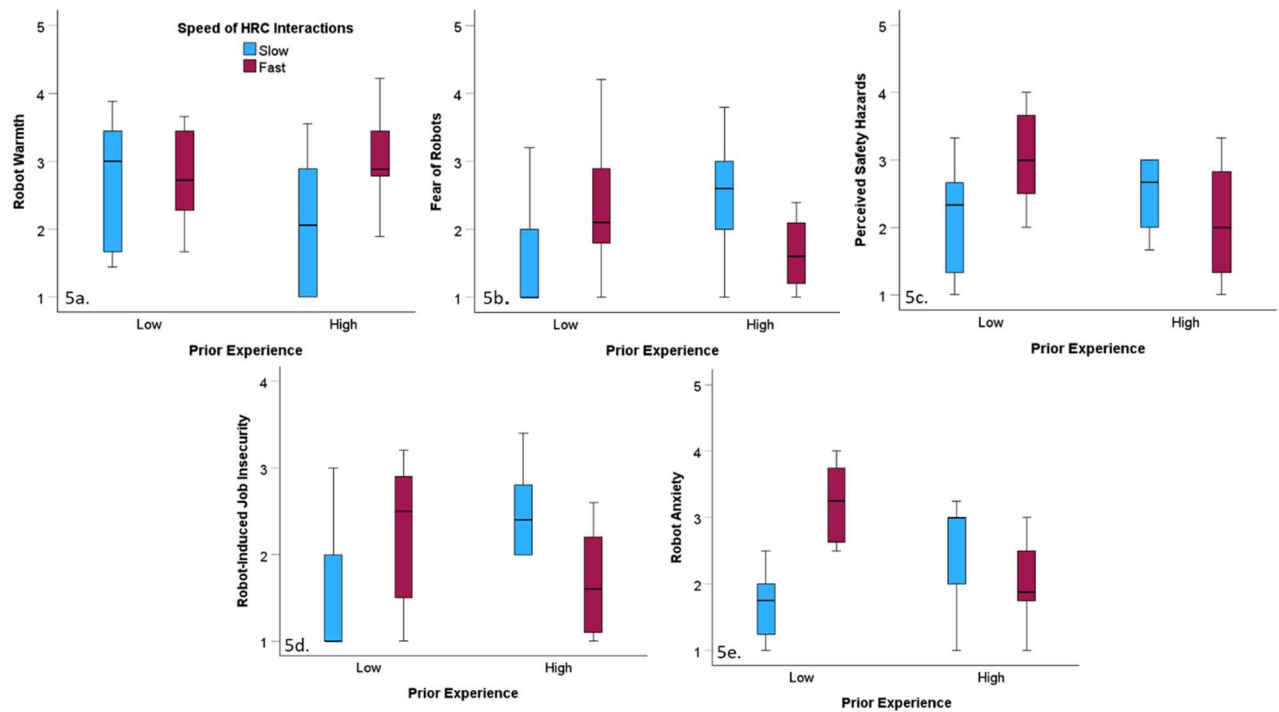 Speed of HRC Interactions
Slow
Fast
Robot Warmth
5
4
3
2
1
5a.
Low High
Prior Experience
Fear of Robots
5
4
3
2
1
5b.
Low High
Prior Experience
Perceived Safety Hazards
5
4
3
2
1
5c.
Low High
Prior Experience
Robot-Induced Job Insecurity
4
3
2
1
5d.
Low High
Prior Experience
Robot Anxiety
5
4
3
2
1
5e.
Low High
Prior Experience